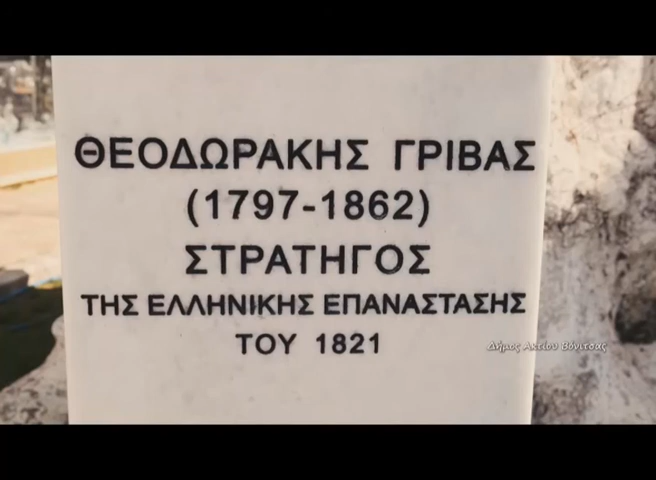 ΘΕΟΔΩΡΑΚΗΣ ΓΡΙΒΑΣ
(1797-1862)
ΣΤΡΑΤΗΓΟΣ
ΤΗΣ ΕΛΛΗΝΙΚΗΣ ΕΠΑΝΑΣΤΑΣΗΣ
ΤΟΥ 1821
Δήμος Ακτίου Βόνιτσας